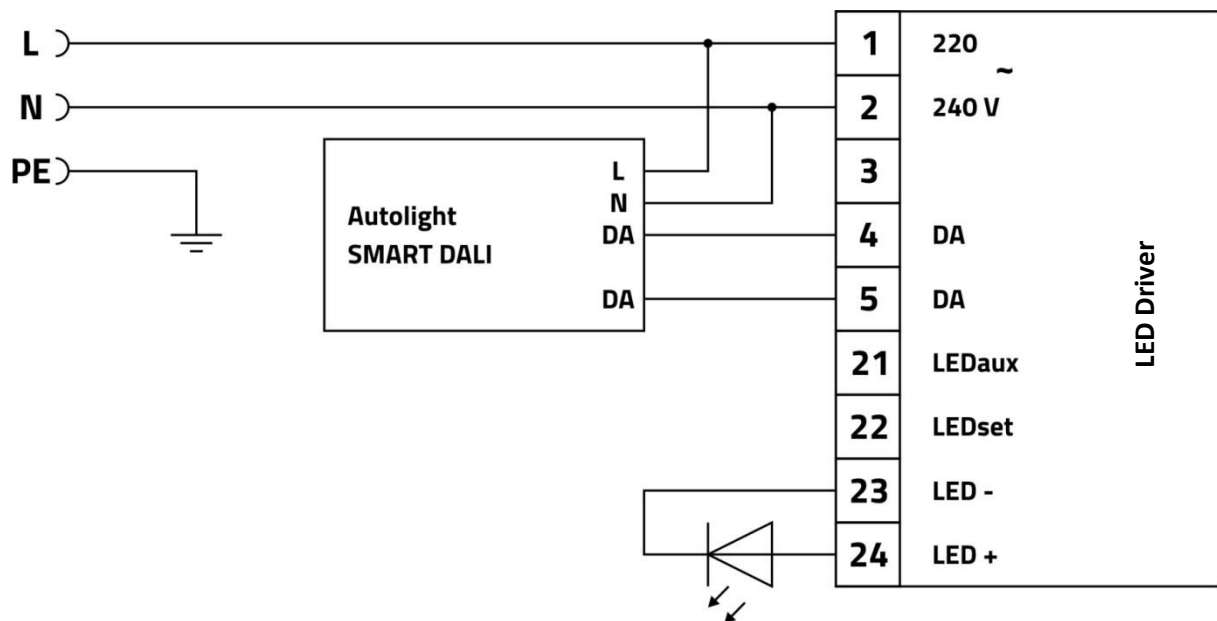 L
N
PE
Autolight
SMART DALI
L
N
DA
DA
1 220
~
2 240 V
3
4 DA
5 DA
21 LEDaux
22 LEDset
23 LED -
24 LED +
LED Driver